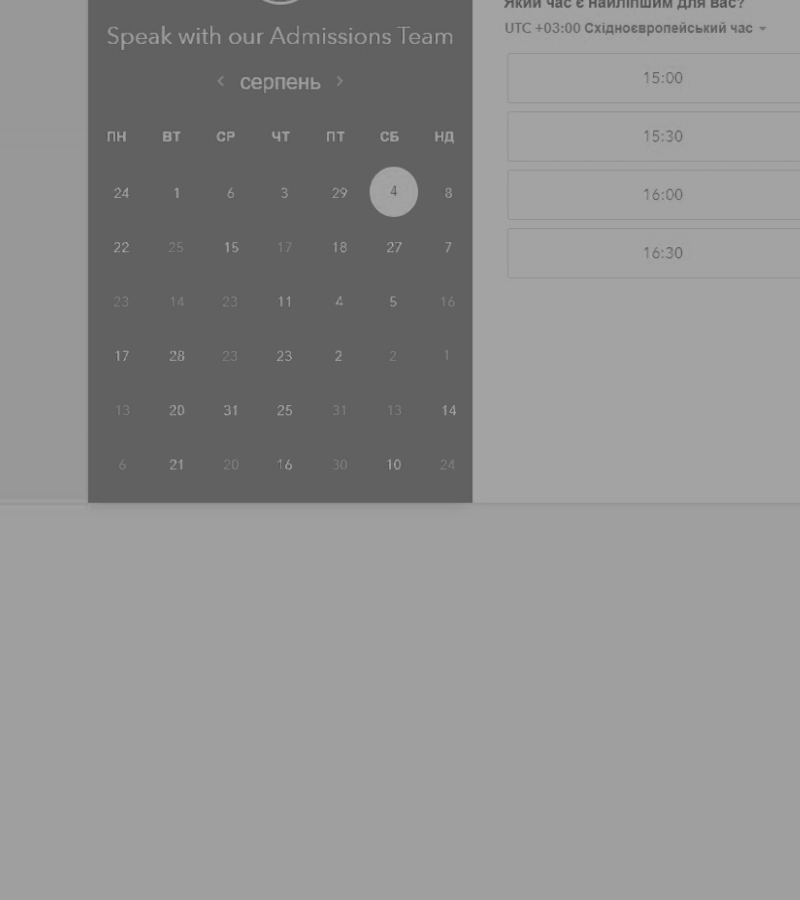 Який час є найліпшим для вас?
Speak with our Admissions Team
UTC +03:00 Східноєвропейський час
серпень
ПН ВТ СР ЧТ ПТ СБ НД
24 1 6 3 29 4 8
22 25 15 17 18 27 7
23 14 23 11 4 5 16
17 28 23 23 2 2 1
13 20 31 25 31 13 14
6 21 20 16 30 10 24
15:00
15:30
16:00
16:30